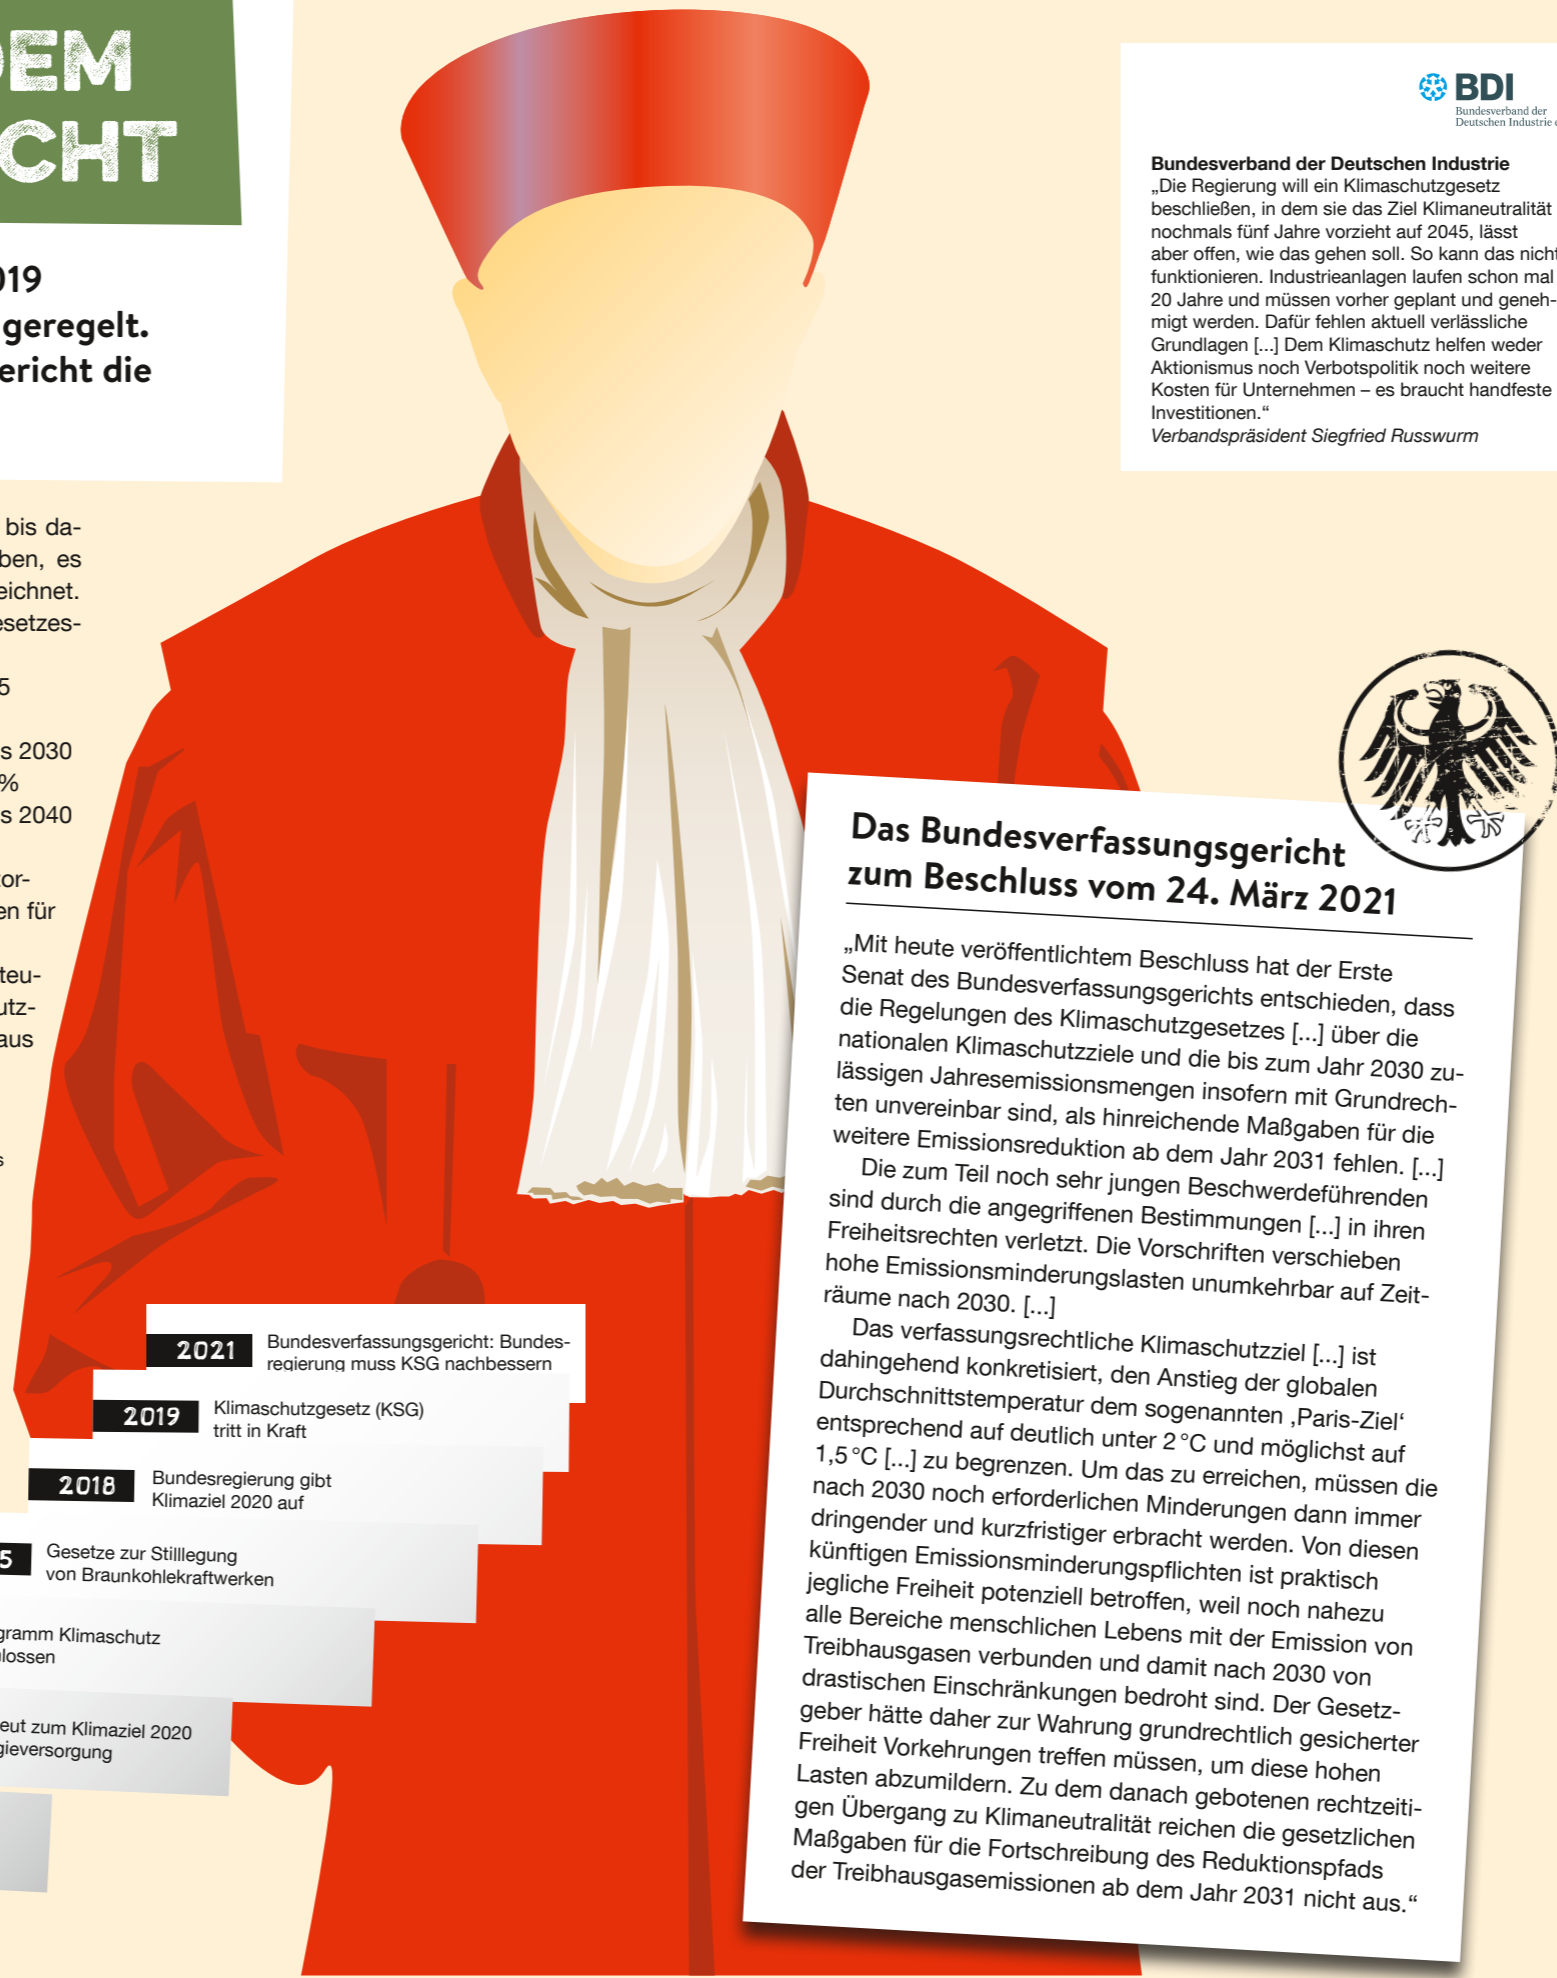 DEM
CHT
019
geregelt.
ericht die
bis da-
ben, es
eichnet.
esetzes-
5
s 2030
%
s 2040
tor-
en für
teu-
utz-
aus
s
BDI
Bundesverband der
Deutschen Industrie
Bundesverband der Deutschen Industrie
„Die Regierung will ein Klimaschutzgesetz
beschließen, in dem sie das Ziel Klimaneutralität
nochmals fünf Jahre vorzieht auf 2045, lässt
aber offen, wie das gehen soll. So kann das nicht
funktionieren. Industrieanlagen laufen schon mal
20 Jahre und müssen vorher geplant und geneh-
migt werden. Dafür fehlen aktuell verlässliche
Grundlagen [...] Dem Klimaschutz helfen weder
Aktionismus noch Verbotspolitik noch weitere
Kosten für Unternehmen – es braucht handfeste
Investitionen.“
Verbandspräsident Siegfried Russwurm
Das Bundesverfassungsgericht
zum Beschluss vom 24. März 2021
„Mit heute veröffentlichtem Beschluss hat der Erste
Senat des Bundesverfassungsgerichts entschieden, dass
die Regelungen des Klimaschutzgesetzes [...] über die
nationalen Klimaschutzziele und die bis zum Jahr 2030 zu-
lässigen Jahresemissionsmengen insofern mit Grundrech-
ten unvereinbar sind, als hinreichende Maßgaben für die
weitere Emissionsreduktion ab dem Jahr 2031 fehlen. [...]
Die zum Teil noch sehr jungen Beschwerdeführenden
sind durch die angegriffenen Bestimmungen [...] in ihren
Freiheitsrechten verletzt. Die Vorschriften verschieben
hohe Emissionsminderungslasten unumkehrbar auf Zeit-
räume nach 2030. [...]
Das verfassungsrechtliche Klimaschutzziel [...] ist
dahingehend konkretisiert, den Anstieg der globalen
Durchschnittstemperatur dem sogenannten ‚Paris-Ziel‘
entsprechend auf deutlich unter 2 °C und möglichst auf
1,5 °C [...] zu begrenzen. Um das zu erreichen, müssen die
nach 2030 noch erforderlichen Minderungen dann immer
dringender und kurzfristiger erbracht werden. Von diesen
künftigen Emissionsminderungspflichten ist praktisch
jegliche Freiheit potenziell betroffen, weil noch nahezu
alle Bereiche menschlichen Lebens mit der Emission von
Treibhausgasen verbunden und damit nach 2030 von
drastischen Einschränkungen bedroht sind. Der Gesetz-
geber hätte daher zur Wahrung grundrechtlich gesicherter
Freiheit Vorkehrungen treffen müssen, um diese hohen
Lasten abzumildern. Zu dem danach gebotenen rechtzeiti-
gen Übergang zu Klimaneutralität reichen die gesetzlichen
Maßgaben für die Fortschreibung des Reduktionspfads
der Treibhausgasemissionen ab dem Jahr 2031 nicht aus.“
2021 Bundesverfassungsgericht: Bundes-
regierung muss KSG nachbessern
2019 Klimaschutzgesetz (KSG)
tritt in Kraft
2018 Bundesregierung gibt
Klimaziel 2020 auf
5 Gesetze zur Stilllegung
von Braunkohlekraftwerken
gramm Klimaschutz
lossen
eut zum Klimaziel 2020
gieversorgung